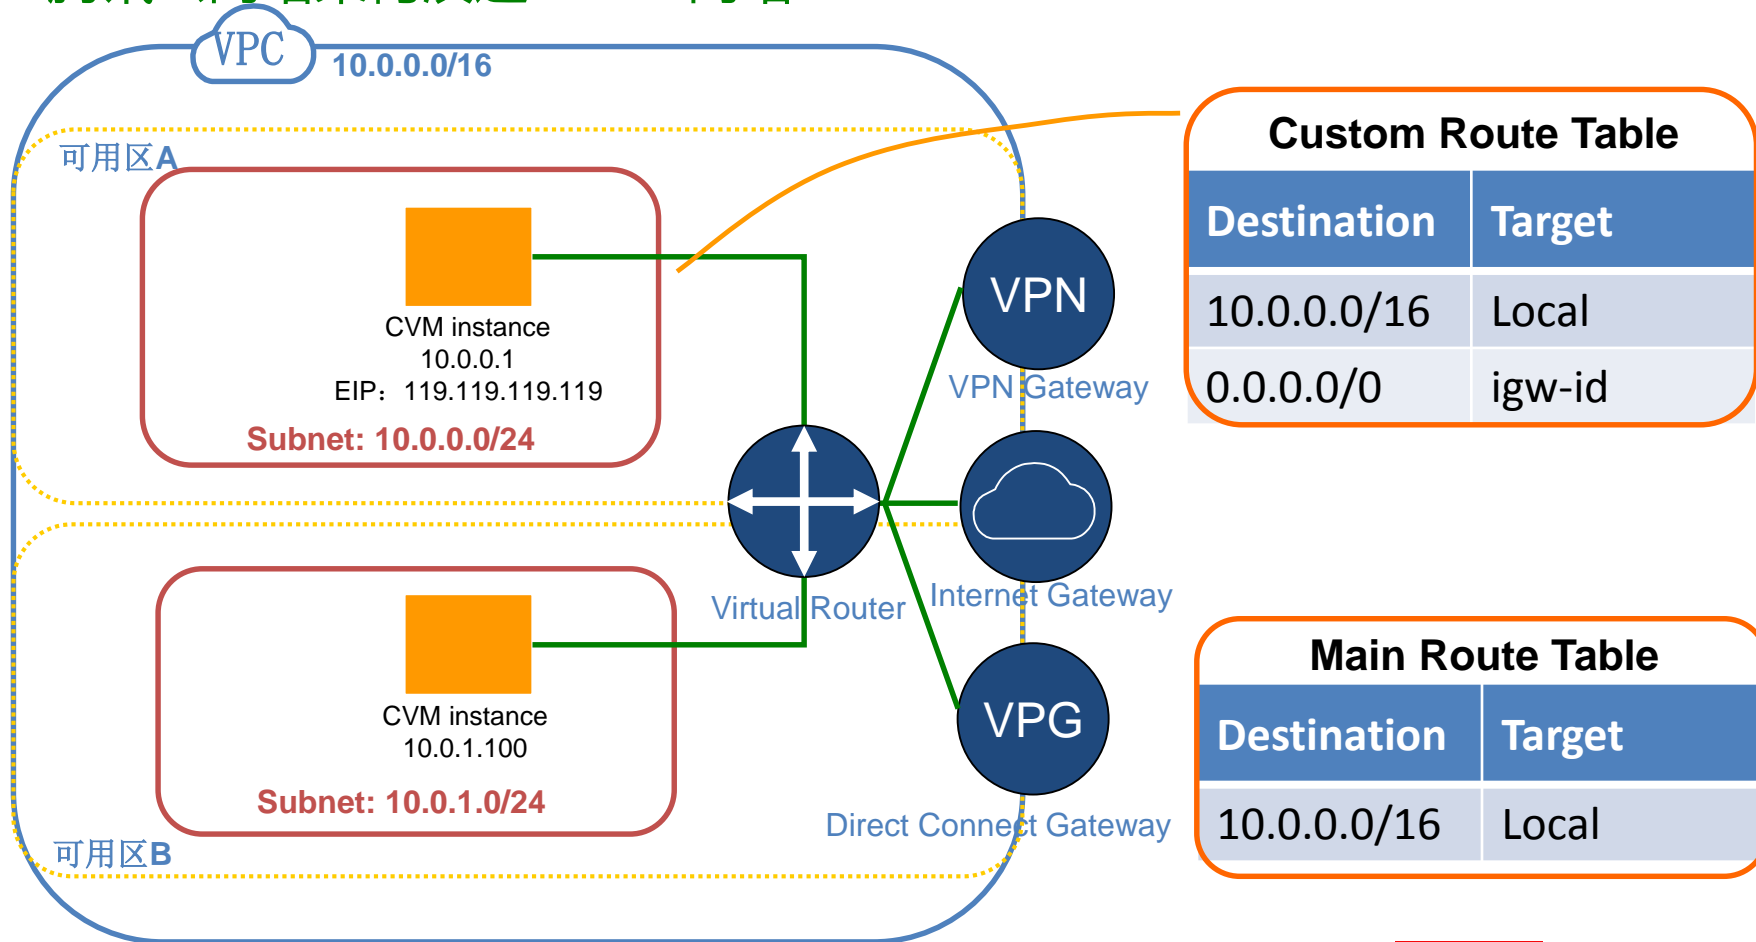 VPC
10.0.0.0/16
可用区A
CVM instance
10.0.0.1
EIP：119.119.119.119
Subnet: 10.0.0.0/24
VPN
VPN Gateway
Virtual Router
Internet Gateway
CVM instance
10.0.1.100
Subnet: 10.0.1.0/24
可用区B
VPG
Direct Connect Gateway
Custom Route Table
Destination Target
10.0.0.0/16 Local
0.0.0.0/0 igw-id
Main Route Table
Destination Target
10.0.0.0/16 Local